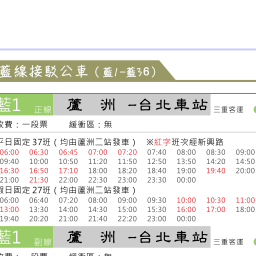 藍線接駁公車（藍1-藍36）
藍1 正線 蘆 洲 -台北車站 三重客運
收費：一段票 緩衝區：無
平日固定 37班（均由蘆洲二站發車） ※紅字班次經新興路
06:00 06:30 06:45 07:00 07:20 07:40 08:00 08:30 09:00
09:40 10:00 10:50 11:20 11:50 12:50 13:50 14:20 14:50
16:30 16:50 17:10 18:00 18:20 18:40 19:00 19:40 20:00
21:00 21:30 22:00 22:30 23:00 23:30 00:00
假日固定 27班（均由蘆洲二站發車）
06:00 06:40 07:20 08:00 09:00 09:30 10:00 10:30 11:00
13:00 13:30 14:00 14:30 15:00 15:30 16:00 17:00 18:00
19:40 20:20 21:00 21:40 22:20 23:00 00:00
藍1 副線 蘆 洲 -台北車站 三重客運